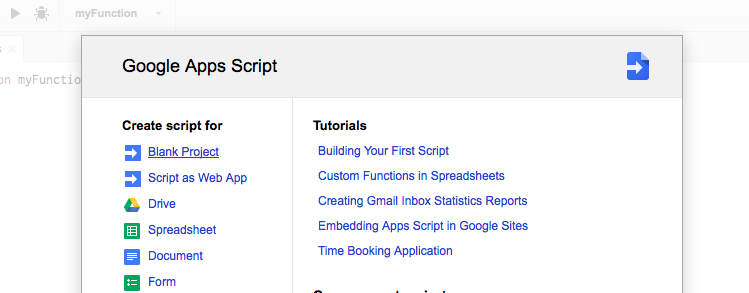 myFunction
Google Apps Script
on myFunctio
Create script for
Blank Project
Script as Web App
Drive
Spreadsheet
Document
Form
Tutorials
Building Your First Script
Custom Functions in Spreadsheets
Creating Gmail Inbox Statistics Reports
Embedding Apps Script in Google Sites
Time Booking Application